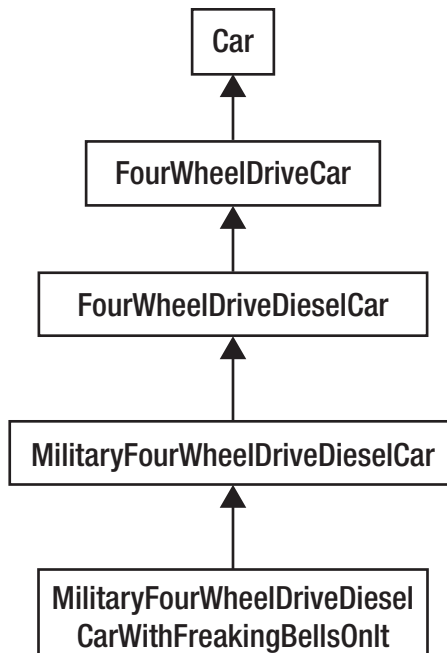 Car
FourWheelDriveCar
FourWheelDriveDieselCar
MilitaryFourWheelDriveDieselCar
MilitaryFourWheelDriveDiesel
CarWithFreakingBellsOnIt